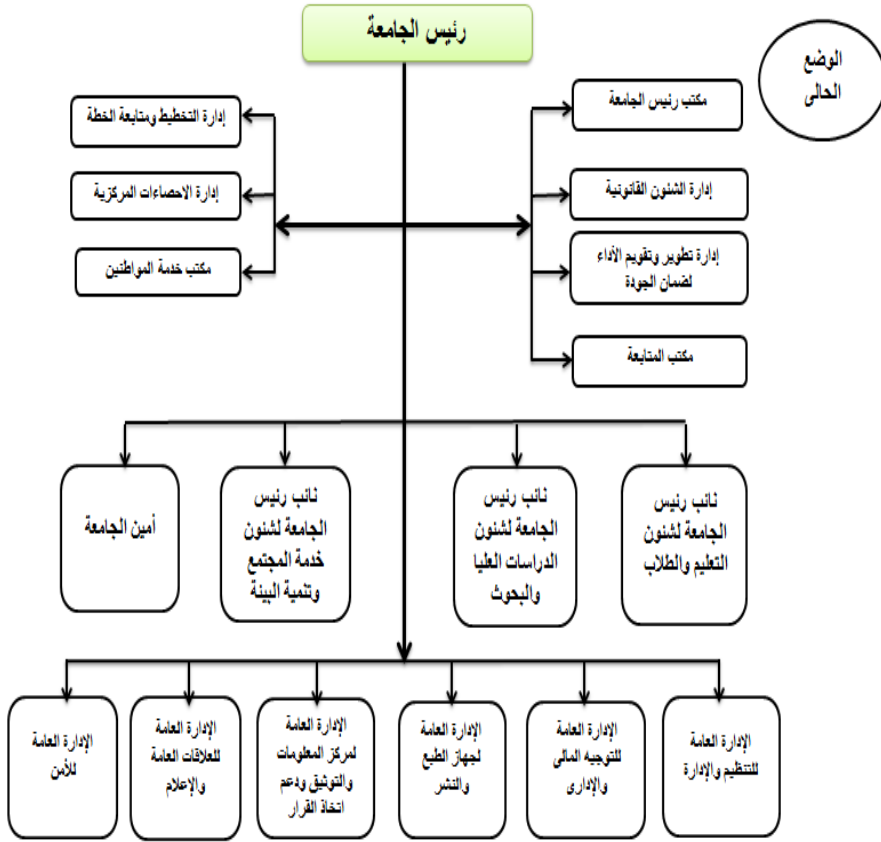 رئيس الجامعة
الوضع
الحالى
مكتب رئيس الجامعة
إدارة الشئون القانونية
إدارة تطوير وتقويم الأداء
لضمان الجودة
مكتب المتابعة
إدارة التخطيط ومتابعة الخطة
إدارة الاحصاءات المركزية
مكتب خدمة المواطنين
نائب رئيس
الجامعة لشئون
التعليم والطلاب
نائب رئيس
الجامعة لشئون
الدراسات العليا
والبحوث
نائب رئيس
الجامعة لشئون
خدمة المجتمع
وتنمية البيئة
أمين الجامعة
الإدارة العامة
للتنظيم والإدارة
الإدارة العامة
للتوجيه المالى
والإدارى
الإدارة العامة
لجهاز الطبع
والنشر
الإدارة العامة
لمركز المعلومات
والتوثيق ودعم
اتخاذ القرار
الإدارة العامة
للعلاقات العامة
والإعلام
الإدارة العامة
للأمن